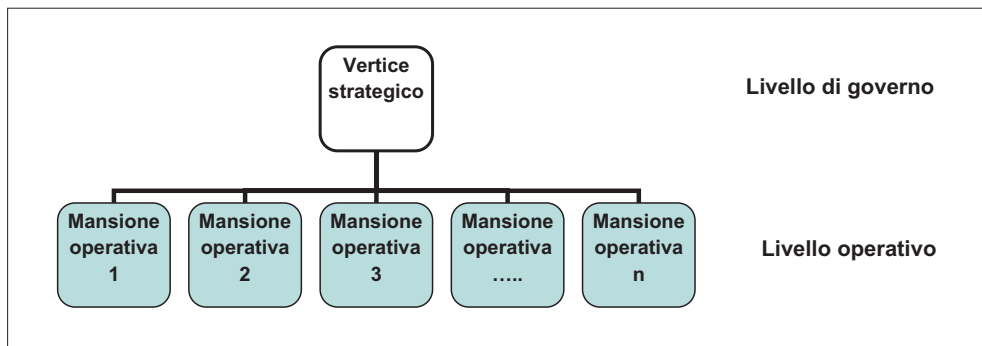 Vertice
strategico
Livello di governo
Mansione
operativa
1
Mansione
operativa
2
Mansione
operativa
3
Mansione
operativa
…..
Mansione
operativa
n
Livello operativo